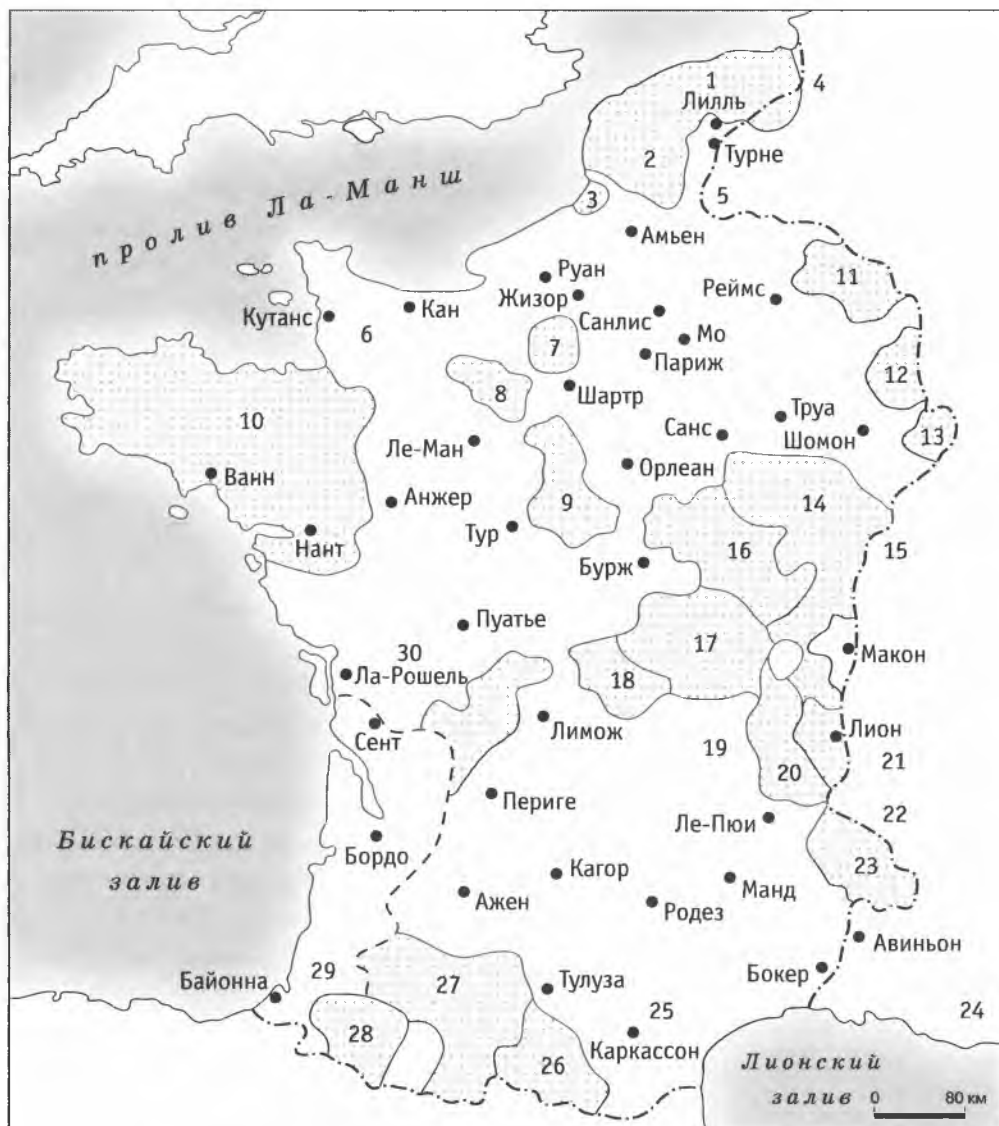 1
4
Лилль
Турне
2
3
5
пролив Ла-Манш
Амьен
Руан
Жизор
Реймс
11
Кутанс
6
Кан
Санлис
Мо
7
Париж
12
8
Шартр
10
Ле-Ман
Санс
Труа
Шомон
13
Ванн
Орлеан
Анжер
9
14
Тур
Нант
16
15
Бурж
Пуатье
30
17
Макон
Ла-Рошель
18
Сент
Лимож
19
Лион
20
21
Периге
Ле-Пюи
22
Бискайский
залив
Бордо
Кагор
23
Ажен
Манд
Родез
Авиньон
29
27
Тулуза
Бокер
Байонна
25
24
28
Каркассон
26
Лионский
залив
0 80 км